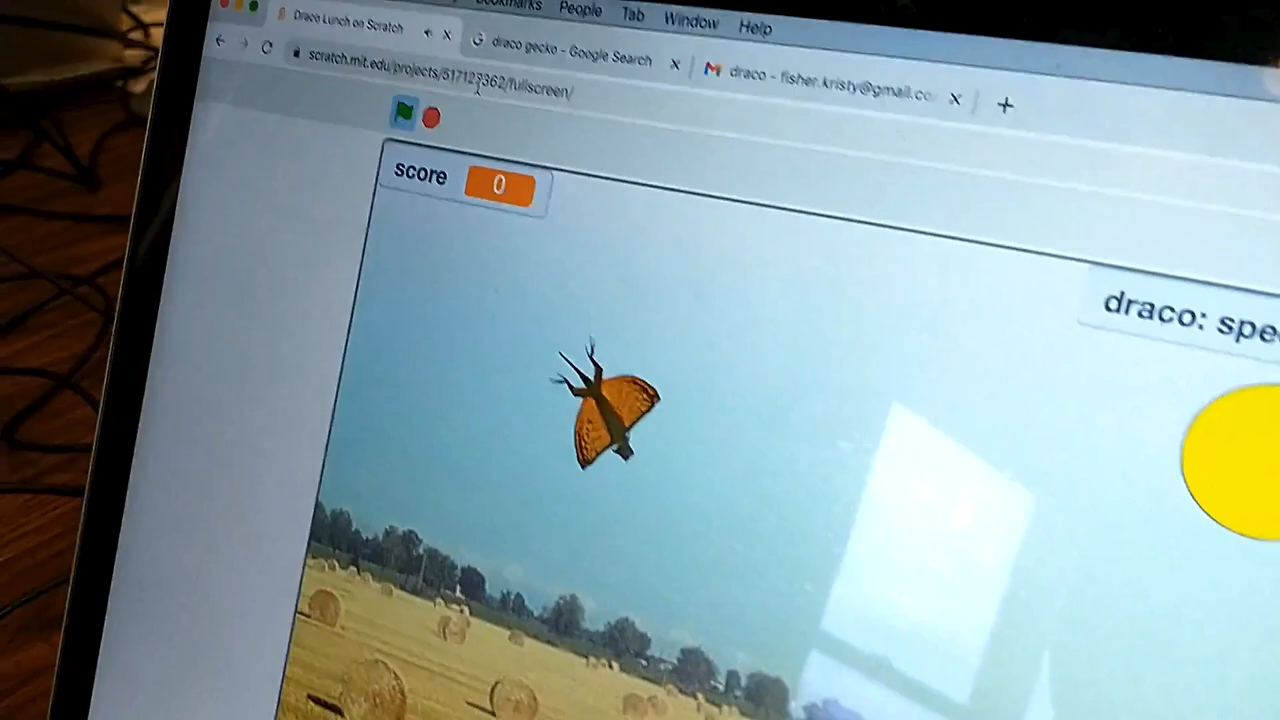 Bookmarks People Tab Window Help
Draco Lunch on Scratch
draco gecko - Google Search
draco - fisher.kristy@gmail.co
scratch.mit.edu/projects/517123362/fullscreen/
score 0
draco: spe